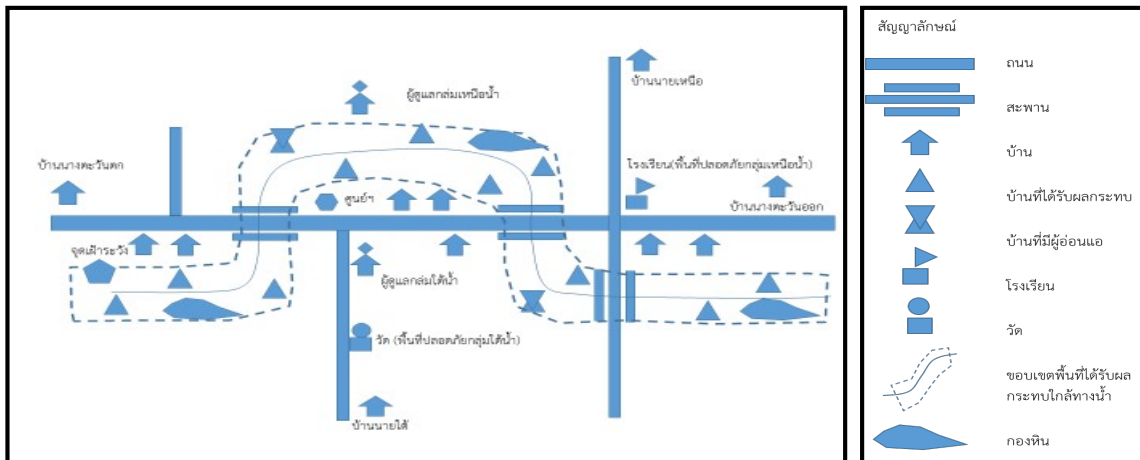 บ้านนายเหนือ
ผู้ดูแลกลุ่มเหนือน้ำ
บ้านนางตะวันตก
โรงเรียน(พื้นที่ปลอดภัยกลุ่มเหนือน้ำ)
ศูนย์ฯ
บ้านนางตะวันออก
จุดเฝ้าระวัง
ผู้ดูแลกลุ่มใต้น้ำ
วัด (พื้นที่ปลอดภัยกลุ่มใต้น้ำ)
บ้านนายใต้
สัญญาลักษณ์
ถนน
สะพาน
บ้าน
บ้านที่ได้รับผลกระทบ
บ้านที่มีผู้อ่อนแอ
โรงเรียน
วัด
ขอบเขตพื้นที่ได้รับผล
กระทบใกล้ทางน้ำ
กองหิน